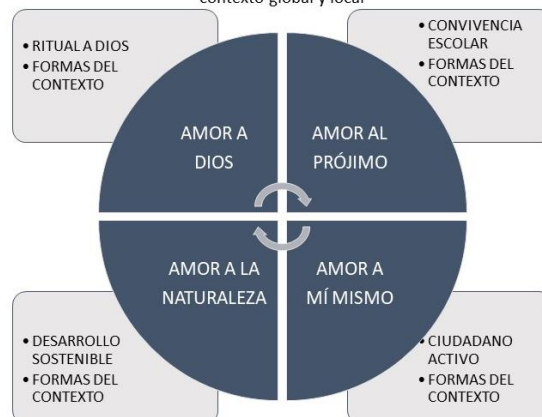 contexto global y local
• RITUAL A DIOS
• FORMAS DEL
CONTEXTO
• CONVIVENCIA
ESCOLAR
• FORMAS DEL
CONTEXTO
AMOR A
DIOS
AMOR AL
PRÓJIMO
AMOR A LA
NATURALEZA
AMOR A
MÍ MISMO
• DESARROLLO
SOSTENIBLE
• FORMAS DEL
CONTEXTO
• CIUDADANO
ACTIVO
• FORMAS DEL
CONTEXTO